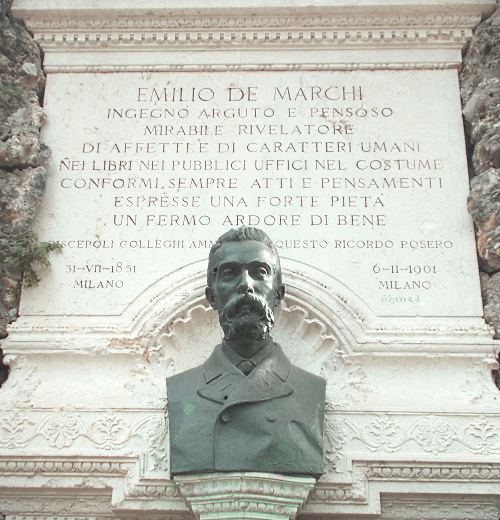 EMILIO DE MARCHI
INGEGNO ARGUTO E PENSOSO
MIRABILE RIVELATORE
DI AFFETTI E DI CARATTERI UMANI
NEI LIBRI NEI PUBBLICI UFFICI NEL COSTUME
CONFORMI SEMPRE ATTI E PENSAMENTI
ESPRESSE UNA FORTE PIETÀ
UN FERMO ARDORE DI BENE
DISCEPOLI COLLEGHI QUESTO RICORDO POSERO
31-VII-1851 6-II-1901
MILANO MILANO
Ahmed